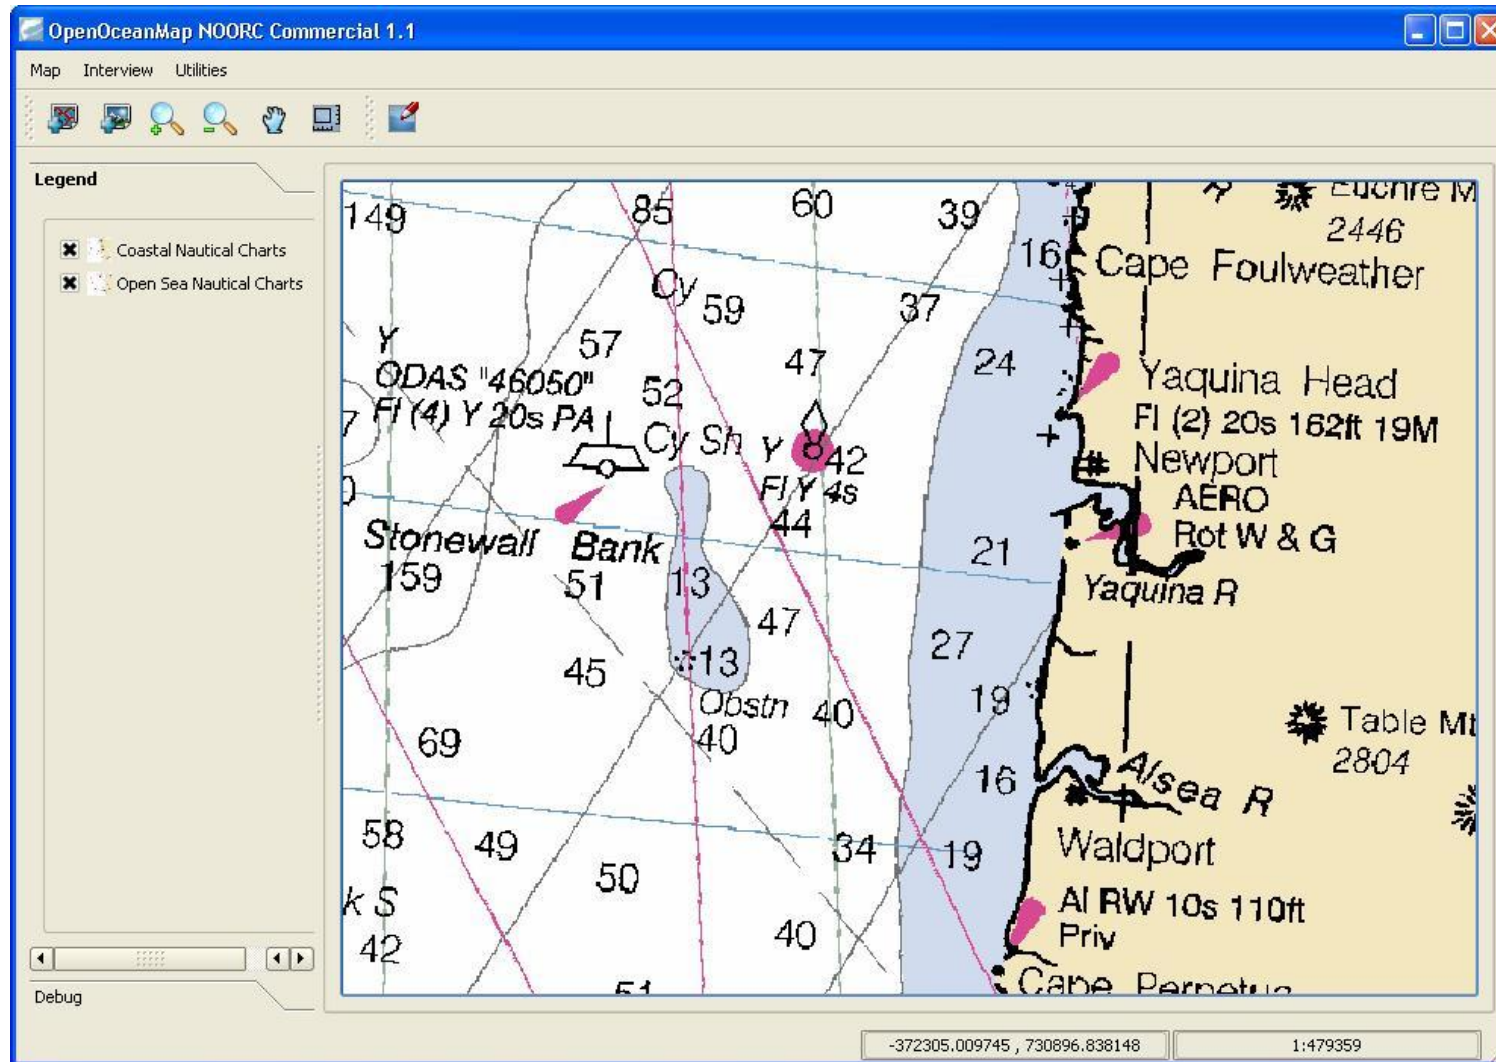 OpenOceanMap NOORC Commercial 1.1
Map Interview Utilities
Legend
Coastal Nautical Charts
Open Sea Nautical Charts
Debug
149
85
60
39
16
2446
Cape Foulweather
Cy
59
37
57
47
24
Y
ODAS "46050"
Fl (4) Y 20s PA
52
Cy Sh
Y
8
42
Fl Y 4s
44
Yaquina Head
Fl (2) 20s 162ft 19M
Newport
AERO
Rot W & G
Yaquina R
Stonewall Bank
159
51
13
21
47
27
45
13
Obstn
40
40
19
69
Table Mt
2804
16
Alsea R
58
49
34
19
Waldport
50
k S
42
40
Al RW 10s 110ft
Priv
51
Cape Perpetua
-372305.009745 , 730896.838148
1:479359